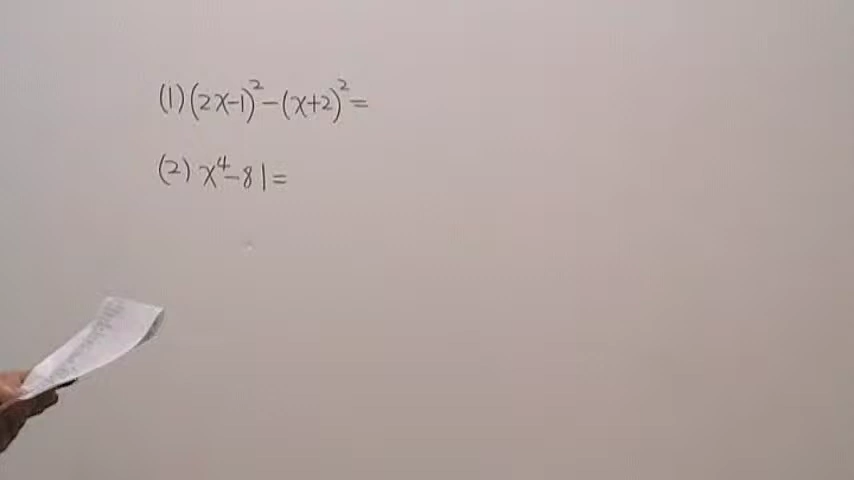 (1) (2x-1)²-(x+2)²=
(2) x⁴-81=